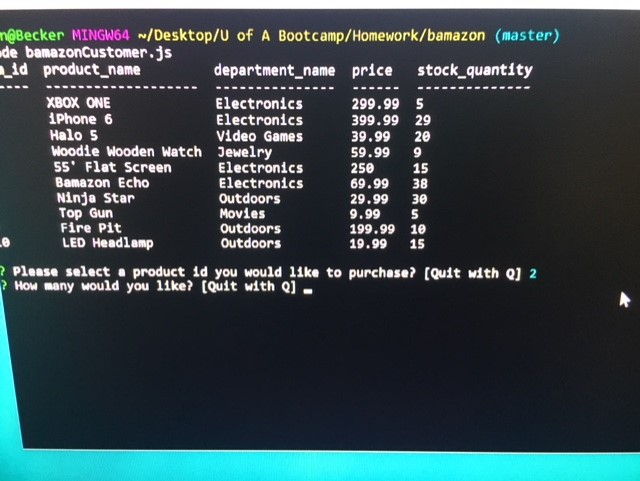 n@Becker MINGW64 ~/Desktop/U of A Bootcamp/Homework/bamazon (master)
de bamazonCustomer.js
_id product_name department_name price stock_quantity
---- ------------------- --------------- ------ --------------
XBOX ONE Electronics 299.99 5
iPhone 6 Electronics 399.99 29
Halo 5 Video Games 39.99 20
Woodie Wooden Watch Jewelry 59.99 9
55' Flat Screen Electronics 250 15
Bamazon Echo Electronics 69.99 38
Ninja Star Outdoors 29.99 30
Top Gun Movies 9.99 5
Fire Pit Outdoors 199.99 10
0 LED Headlamp Outdoors 19.99 15
? Please select a product id you would like to purchase? [Quit with Q] 2
? How many would you like? [Quit with Q] _